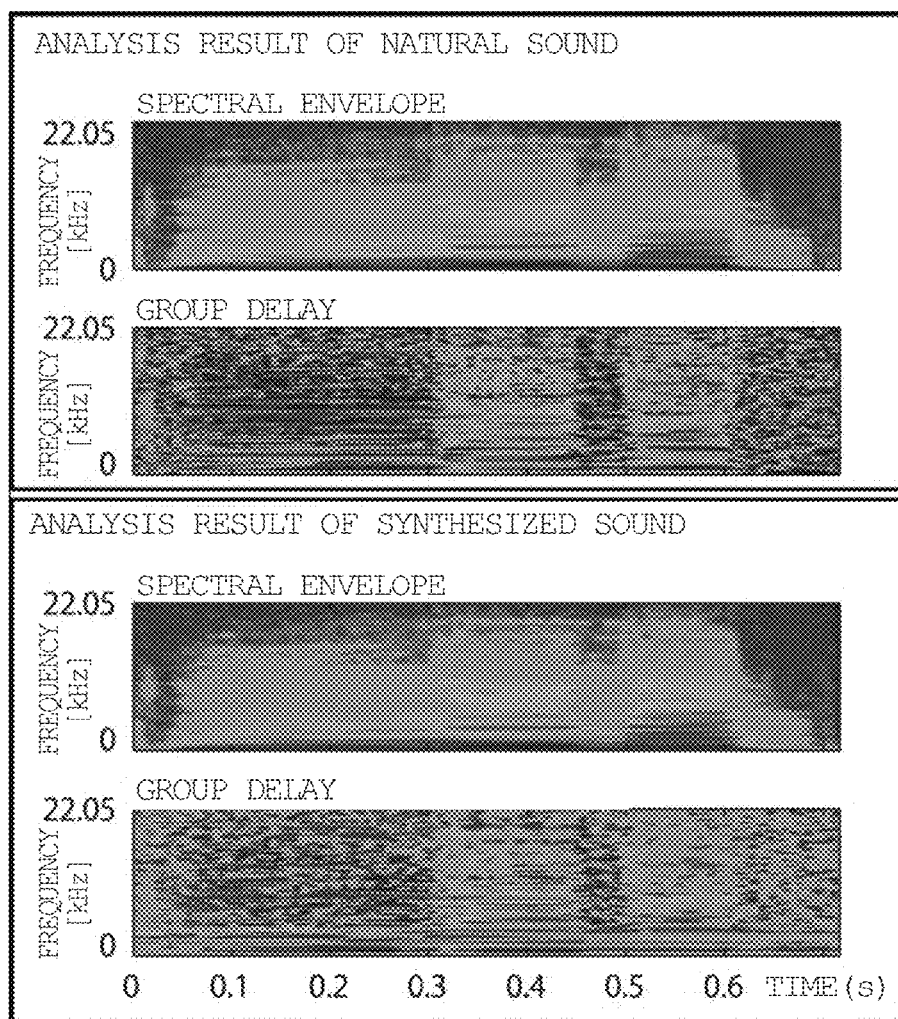 ANALYSIS RESULT OF NATURAL SOUND
SPECTRAL ENVELOPE
22.05
FREQUENCY
[kHz]
0
GROUP DELAY
22.05
FREQUENCY
[kHz]
0
ANALYSIS RESULT OF SYNTHESIZED SOUND
SPECTRAL ENVELOPE
22.05
FREQUENCY
[kHz]
0
GROUP DELAY
22.05
FREQUENCY
[kHz]
0
0 0.1 0.2 0.3 0.4 0.5 0.6 TIME(s)